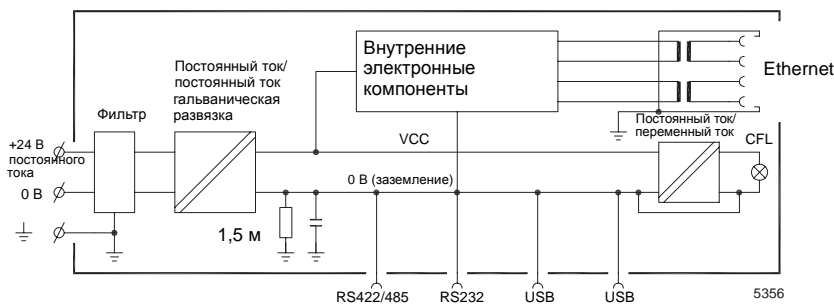 Внутренние
электронные
компоненты
Ethernet
Постоянный ток/
постоянный ток
гальваническая
развязка
Фильтр
+24 В
постоянного
тока
0 В
VCC
Постоянный ток/
переменный ток
CFL
0 В (заземление)
1,5 м
RS422/485
RS232
USB
USB
5356